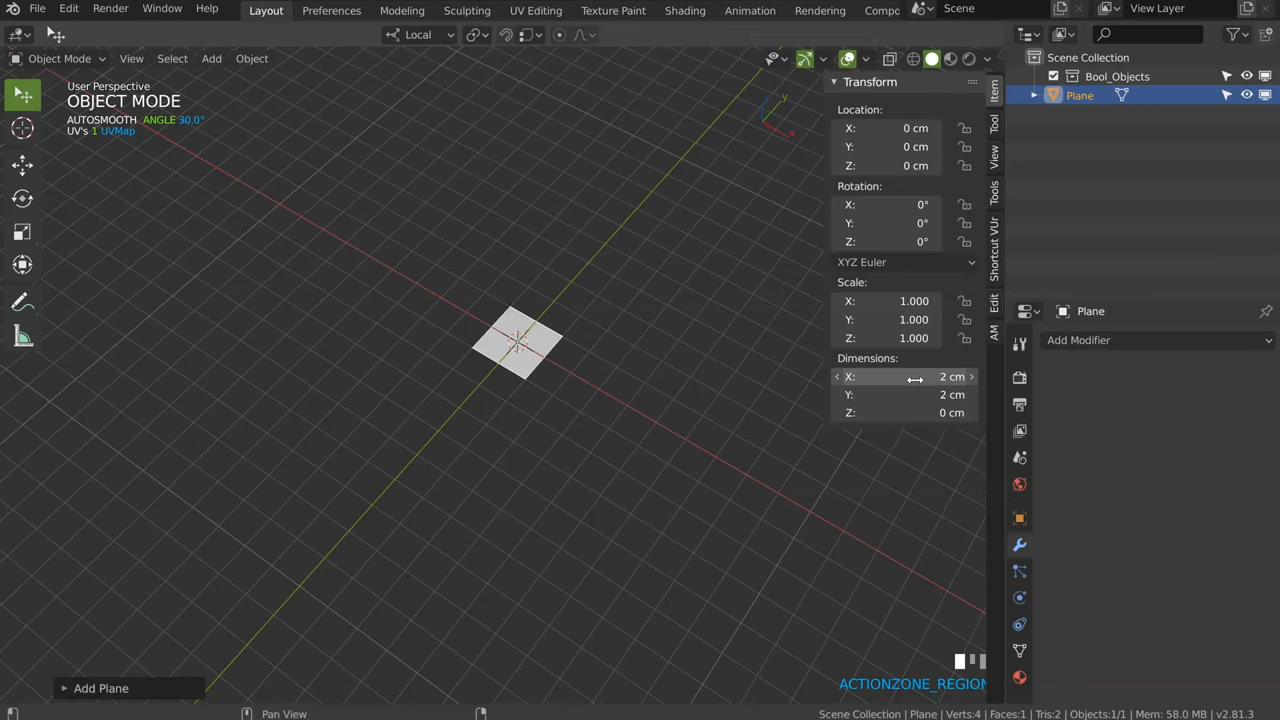 File Edit Render Window Help Layout Preferences Modeling Sculpting UV Editing Texture Paint Shading Animation Rendering Compo Scene View Layer
Local
Object Mode View Select Add Object
User Perspective
OBJECT MODE
AUTOSMOOTH ANGLE 30.0°
UV's 1 UVMap
Transform
Location:
X: 0 cm
Y: 0 cm
Z: 0 cm
Rotation:
X: 0°
Y: 0°
Z: 0°
XYZ Euler
Scale:
X: 1.000
Y: 1.000
Z: 1.000
Dimensions:
X: 2 cm
Y: 2 cm
Z: 0 cm
Item
Tool
View
Tools
Shortcut VUr
Edit
AM
y
x
Scene Collection
Bool_Objects
Plane
Plane
Add Modifier
Add Plane
ACTIONZONE_REGION
Pan View
Scene Collection | Plane | Verts:4 | Faces:1 | Tris:2 | Objects:1/1 | Mem: 58.0 MB | v2.81.3